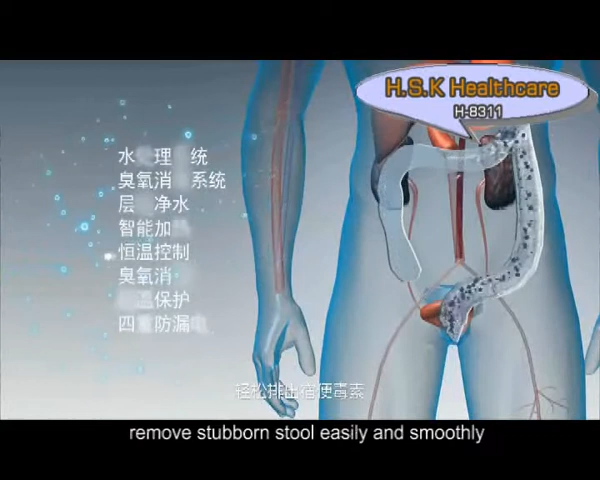 H.S.K Healthcare
H-8311
水 理 统
臭氧消 系统
层 净水
智能加
恒温控制
臭氧消
保护
四 防漏
轻松排出宿便毒素
remove stubborn stool easily and smoothly